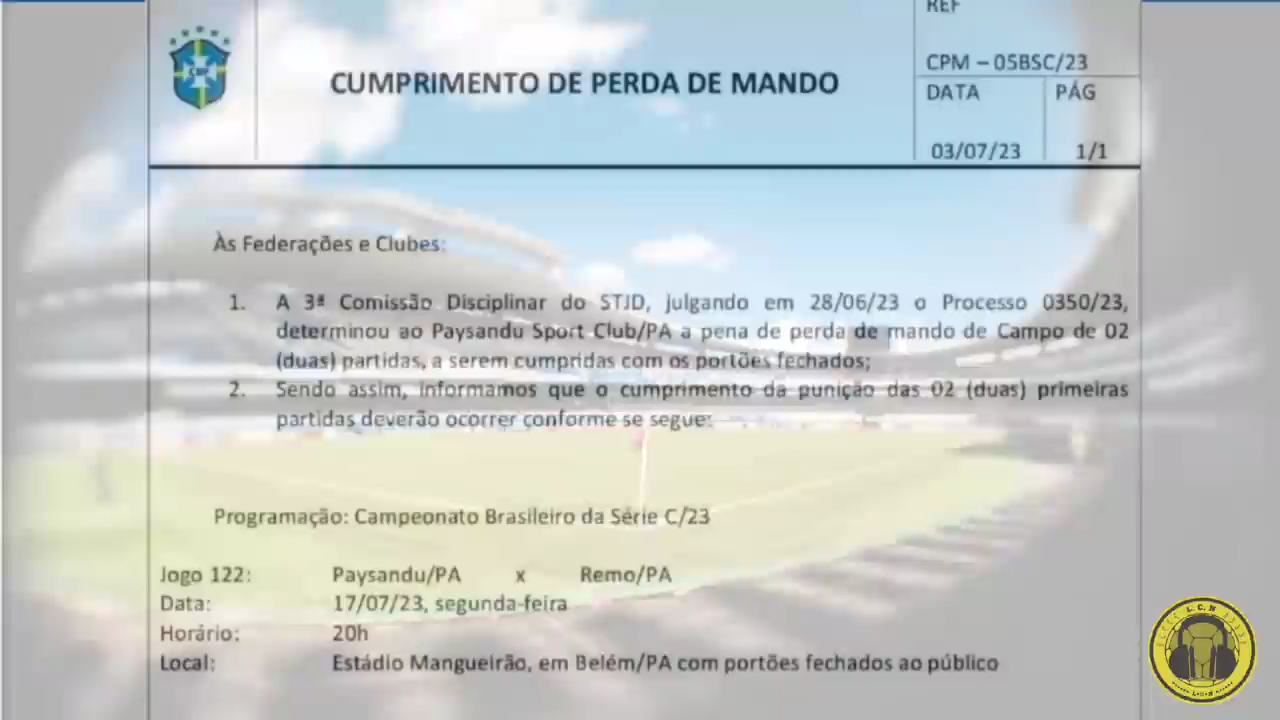 REF
CPM – 05BSC/23
CUMPRIMENTO DE PERDA DE MANDO
DATA PÁG
03/07/23 1/1
Às Federações e Clubes:
1. A 3ª Comissão Disciplinar do STJD, julgando em 28/06/23 o Processo 0350/23,
determinou ao Paysandu Sport Club/PA a pena de perda de mando de Campo de 02
(duas) partidas, a serem cumpridas com os portões fechados;
2. Sendo assim, informamos que o cumprimento da punição das 02 (duas) primeiras
partidas deverão ocorrer conforme se segue:
Programação: Campeonato Brasileiro da Série C/23
Jogo 122: Paysandu/PA x Remo/PA
Data: 17/07/23, segunda-feira
Horário: 20h
Local: Estádio Mangueirão, em Belém/PA com portões fechados ao público